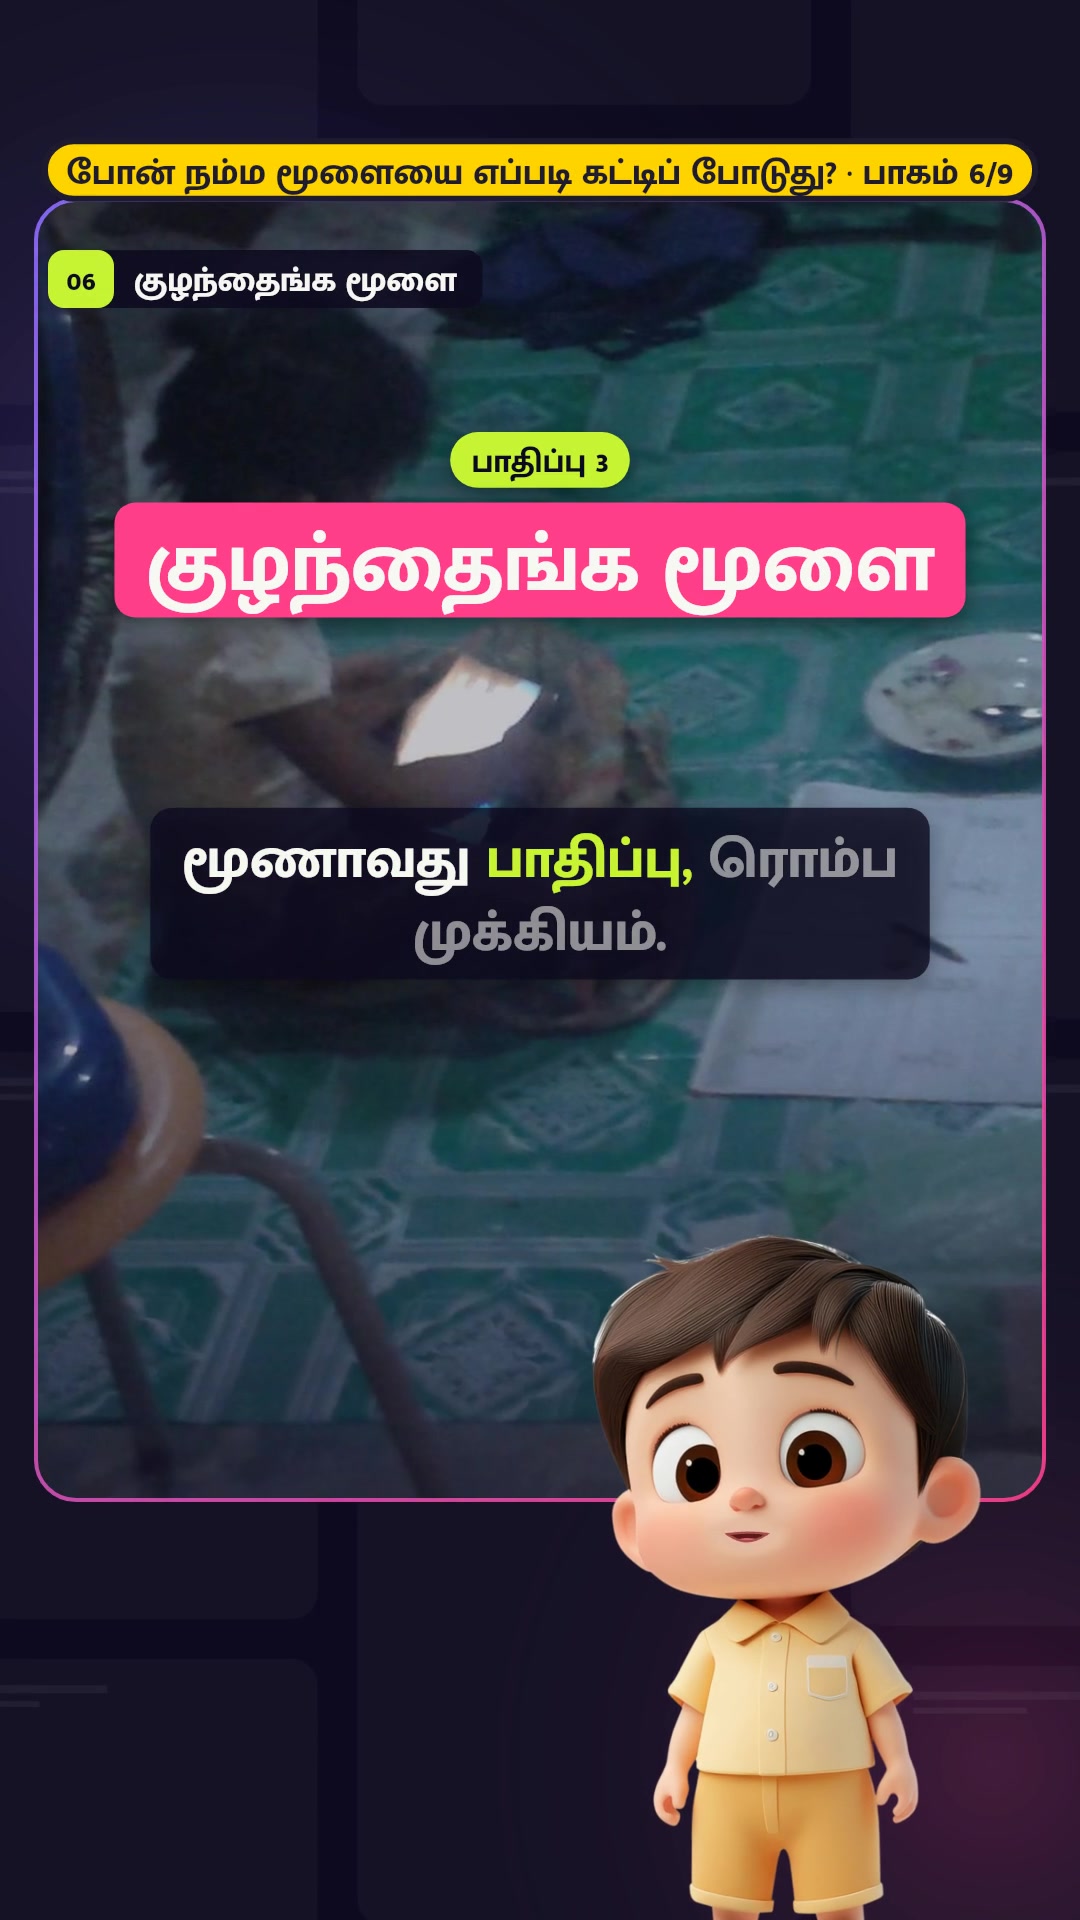 போன் நம்ம மூளையை எப்படி கட்டிப் போடுது? · பாகம் 6/9
06 குழந்தைங்க மூளை
பாதிப்பு 3
குழந்தைங்க மூளை
மூணாவது பாதிப்பு, ரொம்ப
முக்கியம்.